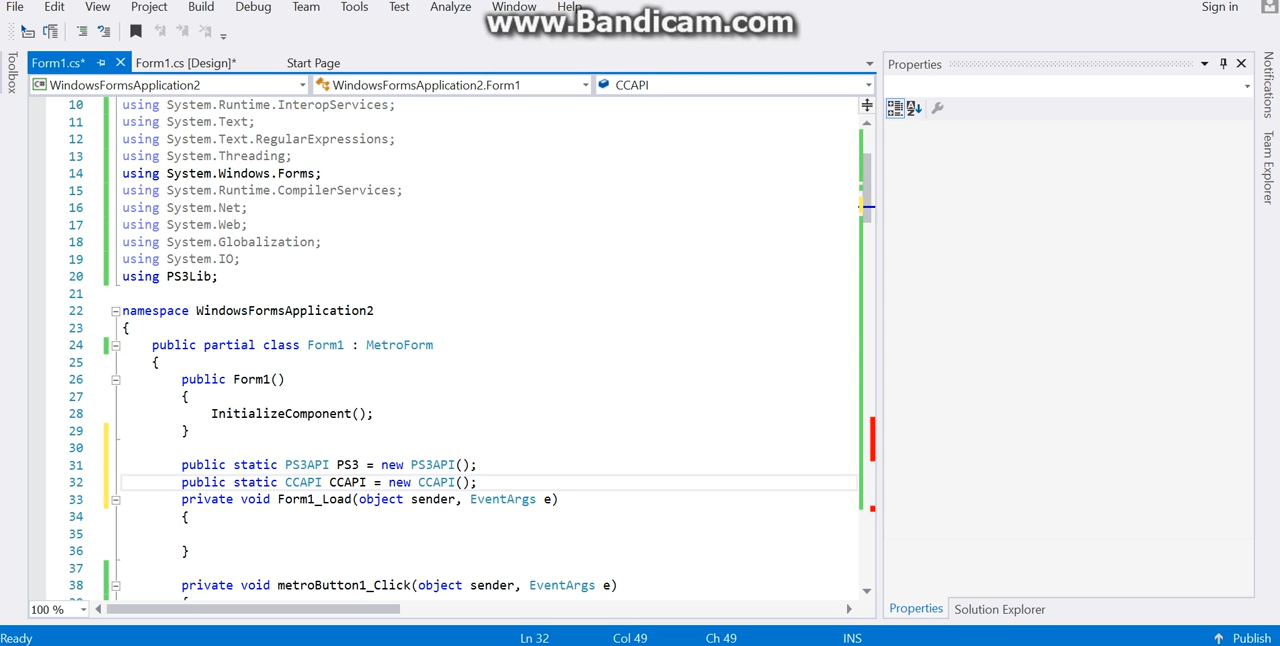 File Edit View Project Build Debug Team Tools Test Analyze Window Help Sign in
www.Bandicam.com
Form1.cs* Form1.cs [Design]* Start Page
WindowsFormsApplication2 WindowsFormsApplication2.Form1 CCAPI
10 using System.Runtime.InteropServices;
11 using System.Text;
12 using System.Text.RegularExpressions;
13 using System.Threading;
14 using System.Windows.Forms;
15 using System.Runtime.CompilerServices;
16 using System.Net;
17 using System.Web;
18 using System.Globalization;
19 using System.IO;
20 using PS3Lib;
21
22 namespace WindowsFormsApplication2
23 {
24 public partial class Form1 : MetroForm
25 {
26 public Form1()
27 {
28 InitializeComponent();
29 }
30
31 public static PS3API PS3 = new PS3API();
32 public static CCAPI CCAPI = new CCAPI();
33 private void Form1_Load(object sender, EventArgs e)
34 {
35
36 }
37
38 private void metroButton1_Click(object sender, EventArgs e)
100 %
Toolbox
Properties
Properties Solution Explorer
Notifications
Team Explorer
Ready Ln 32 Col 49 Ch 49 INS Publish